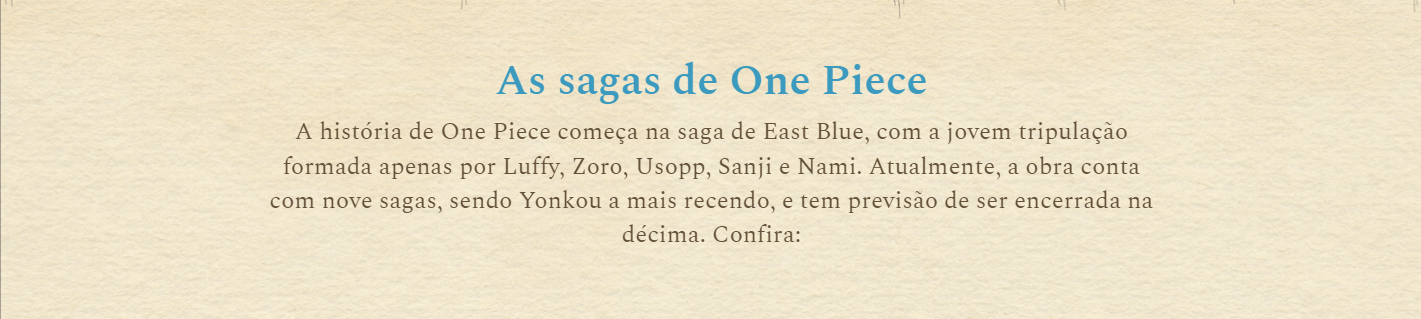 As sagas de One Piece
A história de One Piece começa na saga de East Blue, com a jovem tripulação
formada apenas por Luffy, Zoro, Usopp, Sanji e Nami. Atualmente, a obra conta
com nove sagas, sendo Yonkou a mais recendo, e tem previsão de ser encerrada na
décima. Confira: